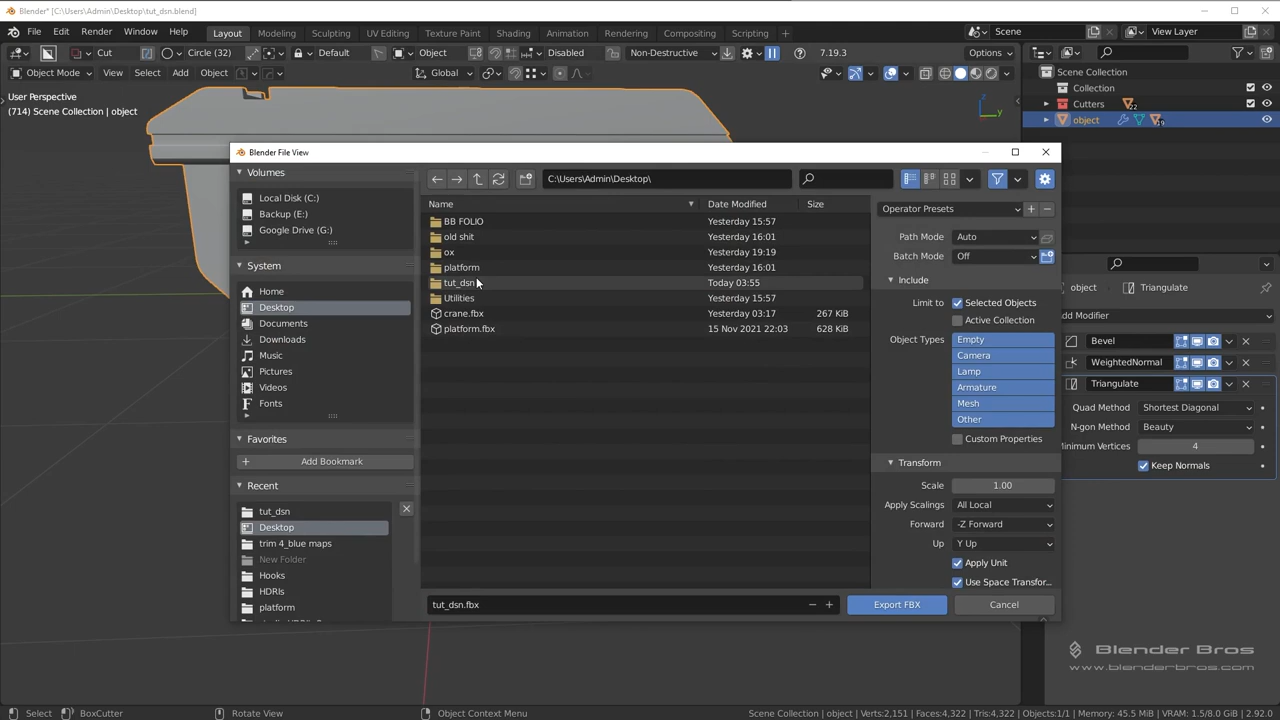 Blender* [C:\Users\Admin\Desktop\tut_dsn.blend]
File Edit Render Window Help Layout Modeling Sculpting UV Editing Texture Paint Shading Animation Rendering Compositing Scripting Scene View Layer
Cut Circle (32) Default Object Disabled Non-Destructive 7.19.3 Options
Object Mode View Select Add Object Global
User Perspective
(714) Scene Collection | object
Scene Collection
Collection
Cutters 22
object 19
Blender File View
Volumes
Local Disk (C:)
Backup (E:)
Google Drive (G:)
System
Home
Desktop
Documents
Downloads
Music
Pictures
Videos
Fonts
Favorites
Add Bookmark
Recent
tut_dsn
Desktop
trim 4_blue maps
New Folder
Hooks
HDRIs
platform
C:\Users\Admin\Desktop\
Name Date Modified Size
BB FOLIO Yesterday 15:57
old shit Yesterday 16:01
ox Yesterday 19:19
platform Yesterday 16:01
tut_dsn Today 03:55
Utilities Yesterday 15:57
crane.fbx Yesterday 03:17 267 KiB
platform.fbx 15 Nov 2021 22:03 628 KiB
tut_dsn.fbx
Export FBX Cancel
Operator Presets
Path Mode Auto
Batch Mode Off
Include
Limit to Selected Objects
Active Collection
Object Types Empty
Camera
Lamp
Armature
Mesh
Other
Custom Properties
Transform
Scale 1.00
Apply Scalings All Local
Forward -Z Forward
Up Y Up
Apply Unit
Use Space Transfor...
object Triangulate
Add Modifier
Bevel
WeightedNormal
Triangulate
Quad Method Shortest Diagonal
N-gon Method Beauty
Minimum Vertices 4
Keep Normals
Blender Bros
www.blenderbros.com
Select BoxCutter Rotate View Object Context Menu Scene Collection | object | Verts:2,151 | Faces:4,322 | Tris:4,322 | Objects:1/1 | Memory: 45.5 MiB | VRAM: 1.5/8.0 GiB | 2.92.0